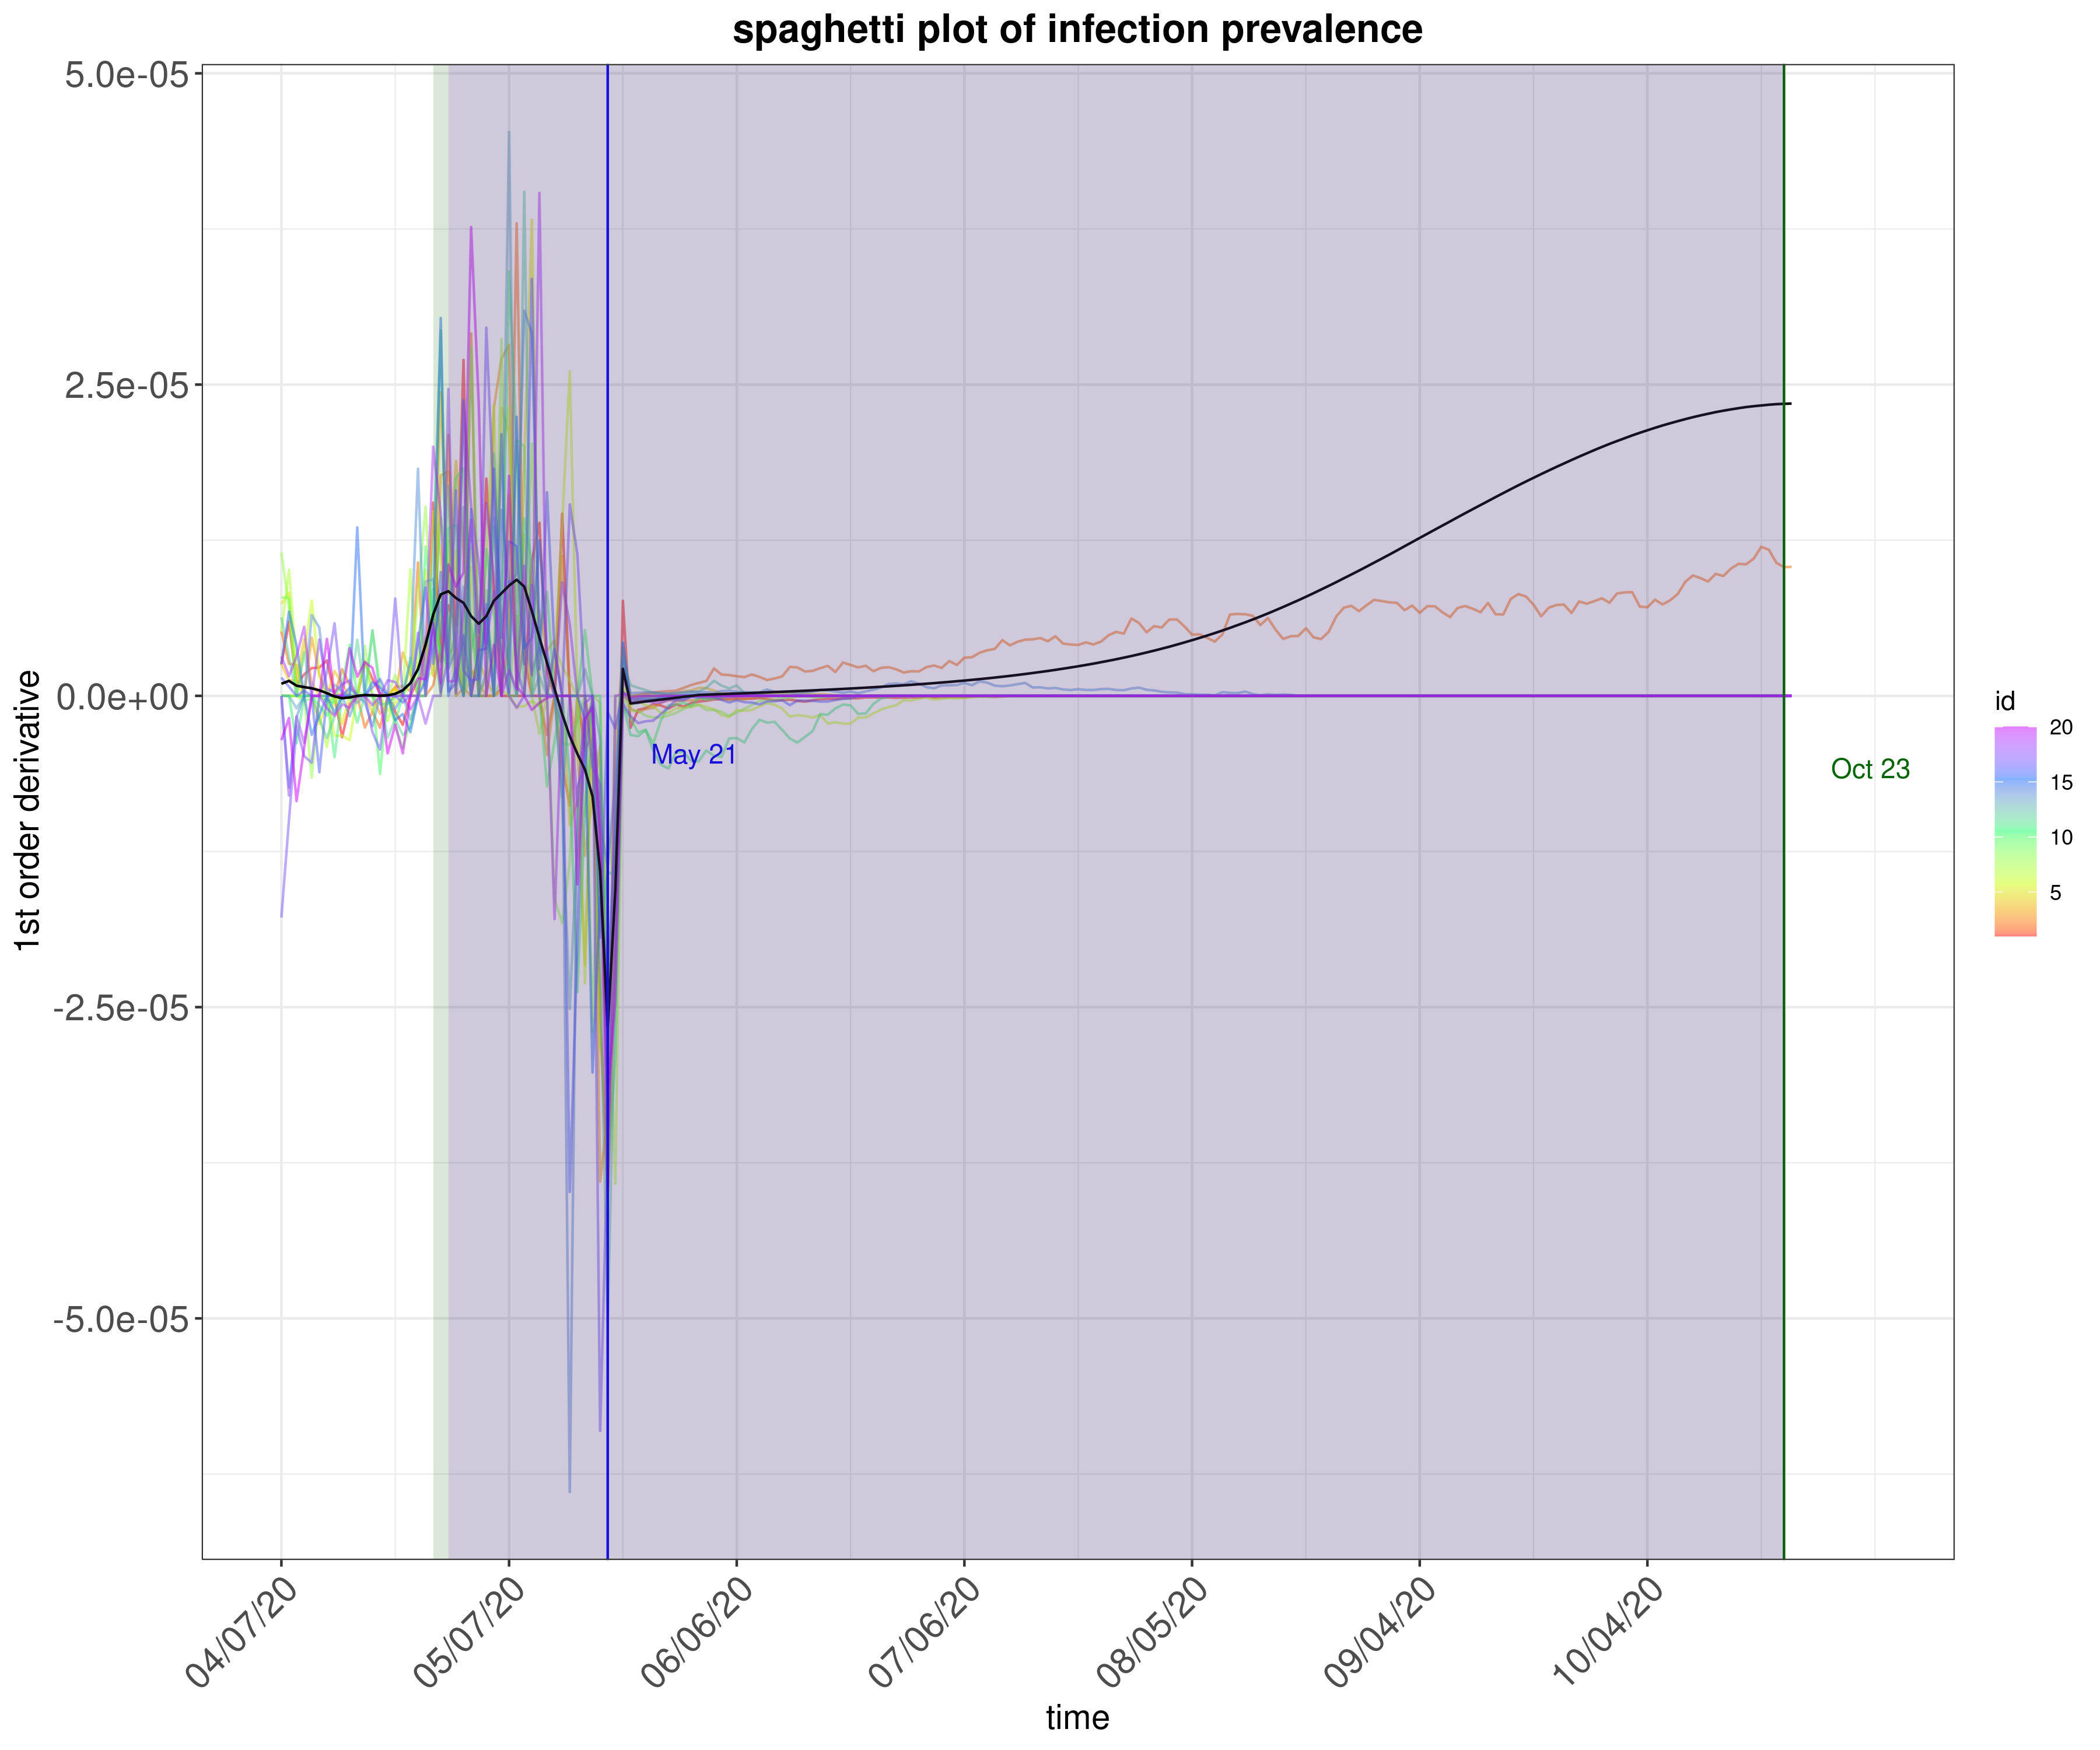 spaghetti plot of infection prevalence
1st order derivative
5.0e-05
2.5e-05
0.0e+00
-2.5e-05
-5.0e-05
May 21
Oct 23
id
20
15
10
5
04/07/20
05/07/20
06/06/20
07/06/20
08/05/20
09/04/20
10/04/20
time